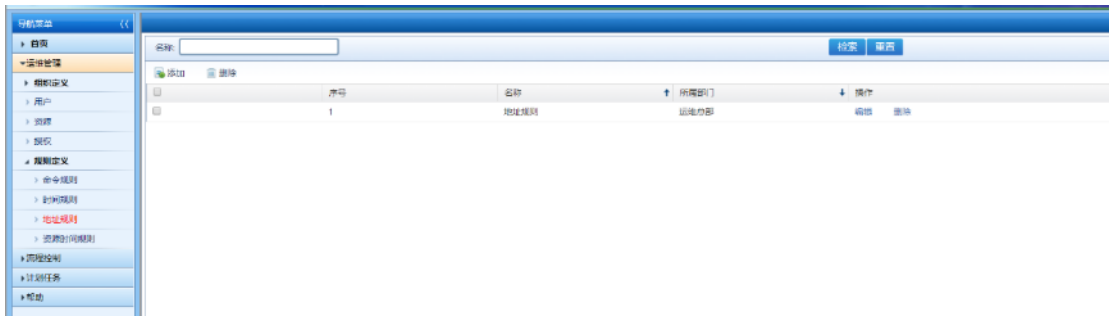 导航菜单
首页
运维管理
组织定义
用户
资源
授权
规则定义
命令规则
时间规则
地址规则
资源时间规则
流程控制
计划任务
帮助
名称: 检索 重置
添加 删除
序号 名称 所属部门 操作
1 地址规则 运维总部 编辑 删除